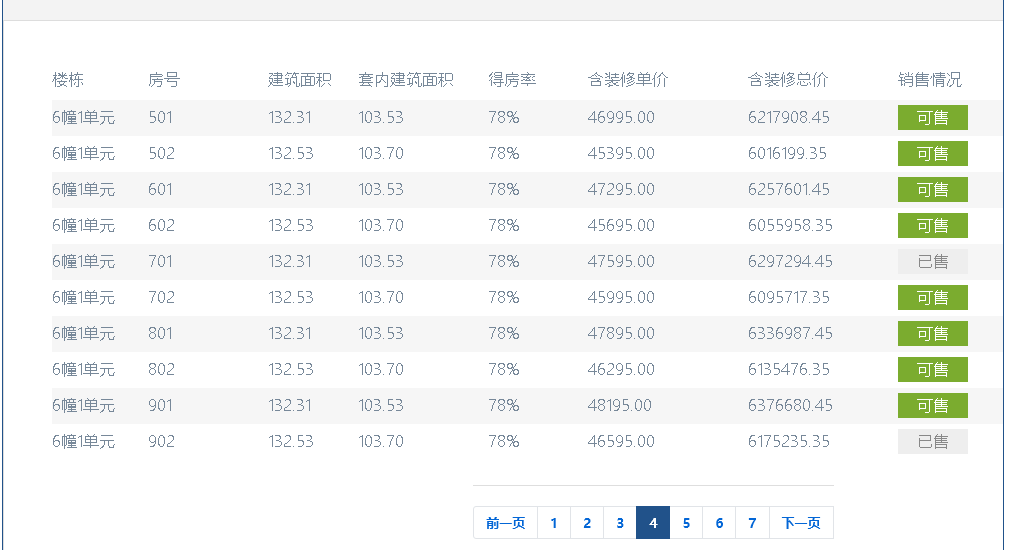 楼栋 房号 建筑面积 套内建筑面积 得房率 含装修单价 含装修总价 销售情况
6幢1单元 501 132.31 103.53 78% 46995.00 6217908.45 可售
6幢1单元 502 132.53 103.70 78% 45395.00 6016199.35 可售
6幢1单元 601 132.31 103.53 78% 47295.00 6257601.45 可售
6幢1单元 602 132.53 103.70 78% 45695.00 6055958.35 可售
6幢1单元 701 132.31 103.53 78% 47595.00 6297294.45 已售
6幢1单元 702 132.53 103.70 78% 45995.00 6095717.35 可售
6幢1单元 801 132.31 103.53 78% 47895.00 6336987.45 可售
6幢1单元 802 132.53 103.70 78% 46295.00 6135476.35 可售
6幢1单元 901 132.31 103.53 78% 48195.00 6376680.45 可售
6幢1单元 902 132.53 103.70 78% 46595.00 6175235.35 已售
前一页 1 2 3 4 5 6 7 下一页